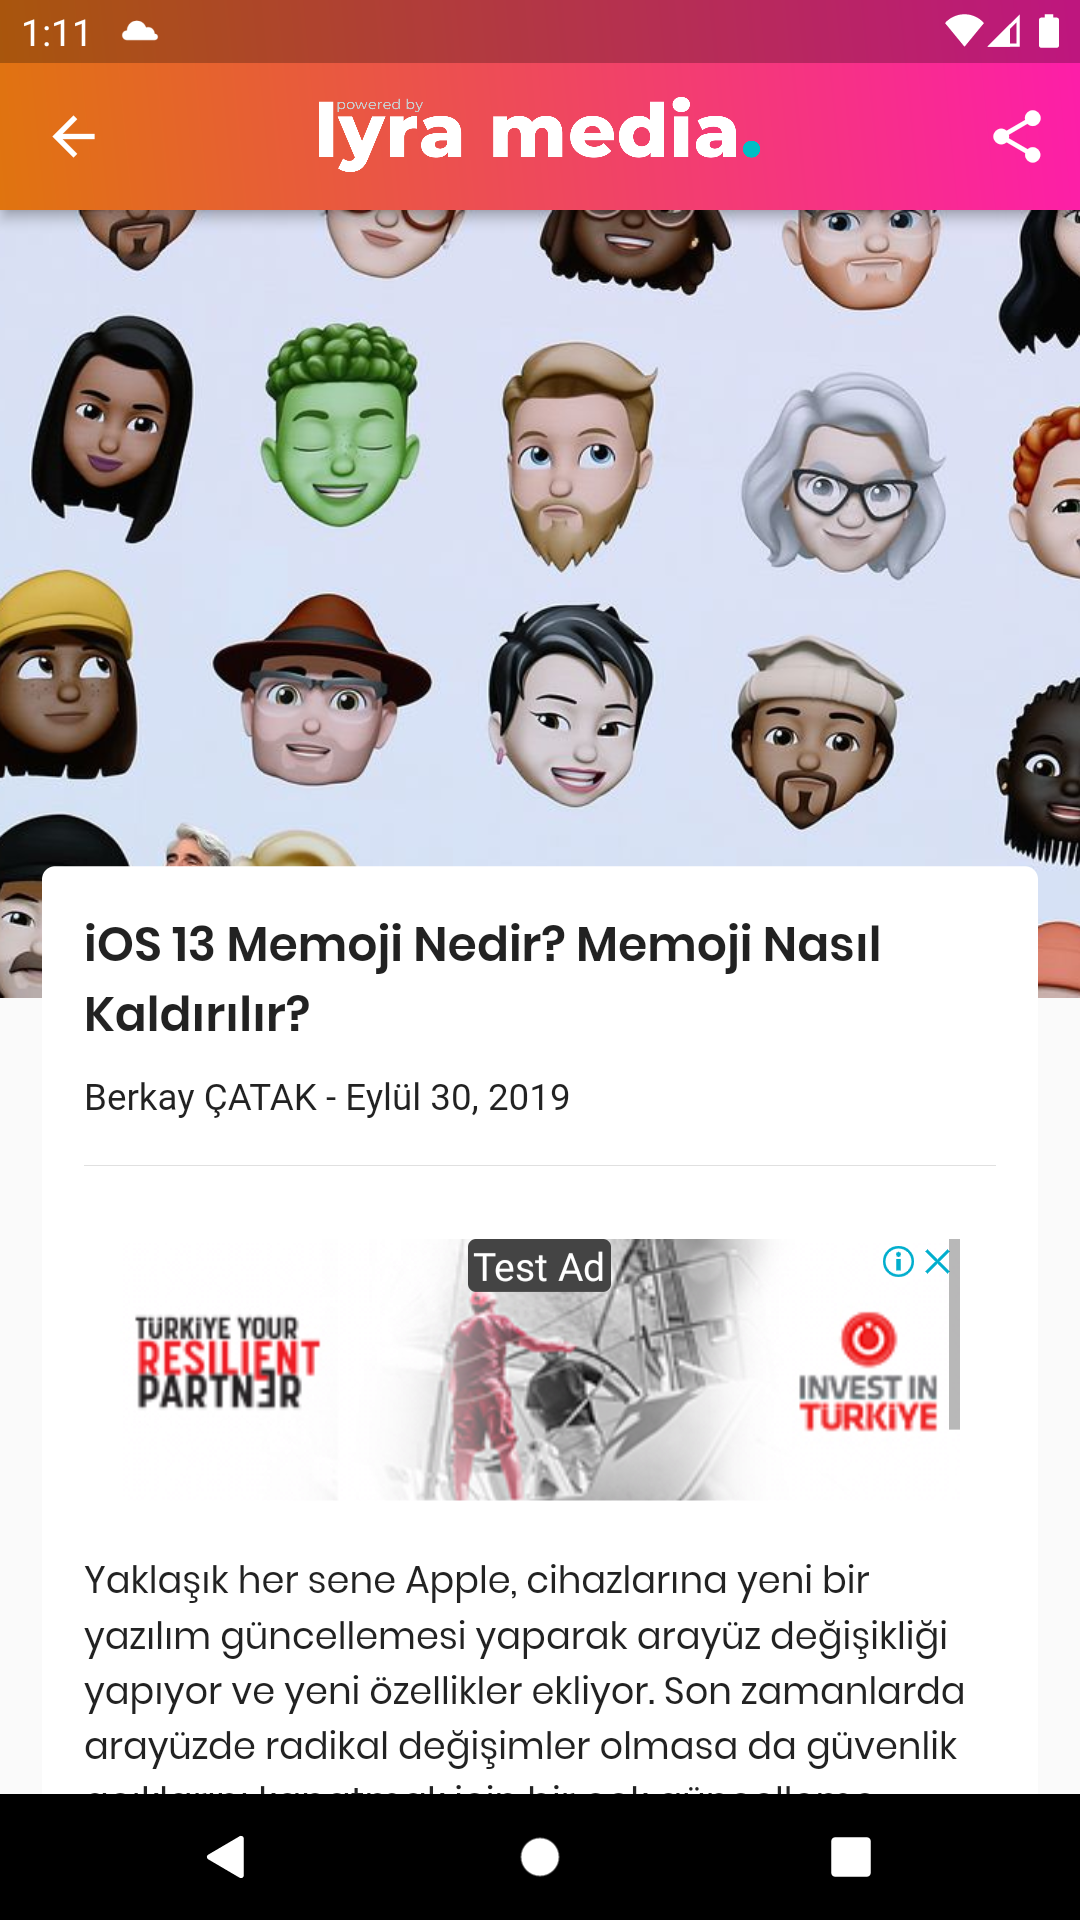 1:11
powered by
lyra media.
iOS 13 Memoji Nedir? Memoji Nasıl
Kaldırılır?
Berkay ÇATAK - Eylül 30, 2019
Test Ad
TÜRKİYE YOUR
RESILIENT
PARTNER
INVEST IN
TÜRKİYE
Yaklaşık her sene Apple, cihazlarına yeni bir
yazılım güncellemesi yaparak arayüz değişikliği
yapıyor ve yeni özellikler ekliyor. Son zamanlarda
arayüzde radikal değişimler olmasa da güvenlik